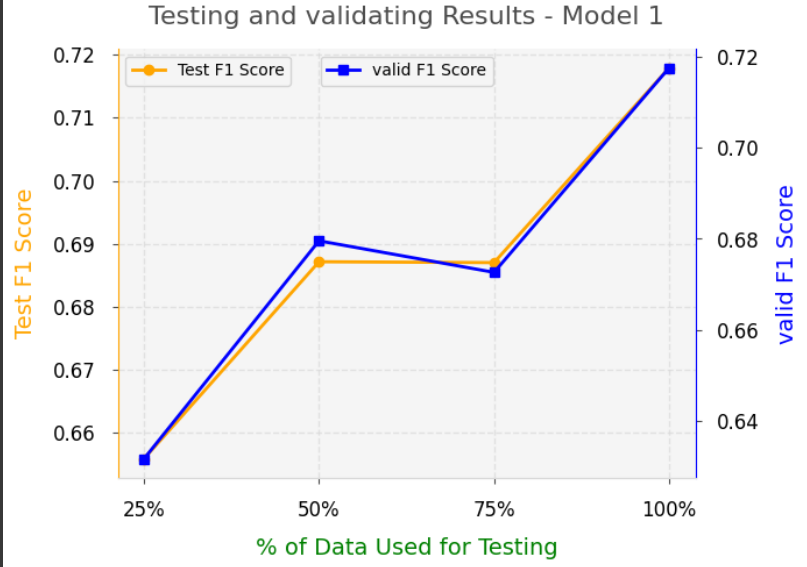 Testing and validating Results - Model 1
Test F1 Score
valid F1 Score
0.72
0.71
0.70
0.69
0.68
0.67
0.66
Test F1 Score
0.72
0.70
0.68
0.66
0.64
valid F1 Score
25%
50%
75%
100%
% of Data Used for Testing